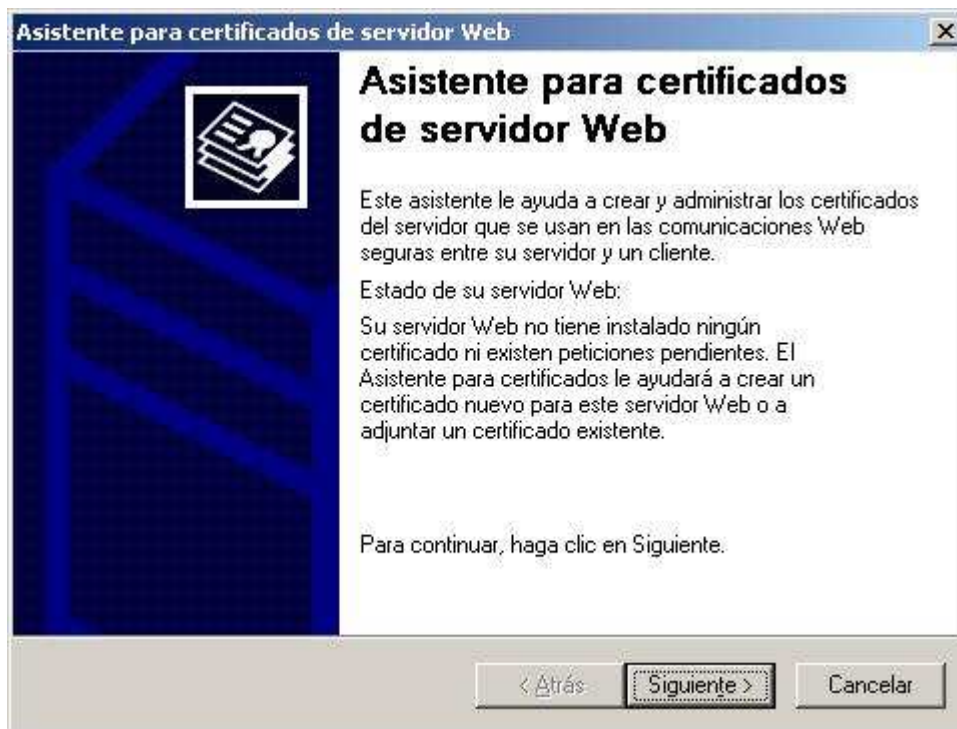 Asistente para certificados de servidor Web
Asistente para certificados
de servidor Web
Este asistente le ayuda a crear y administrar los certificados
del servidor que se usan en las comunicaciones Web
seguras entre su servidor y un cliente.
Estado de su servidor Web:
Su servidor Web no tiene instalado ningún
certificado ni existen peticiones pendientes. El
Asistente para certificados le ayudará a crear un
certificado nuevo para este servidor Web o a
adjuntar un certificado existente.
Para continuar, haga clic en Siguiente.
< Atrás Siguiente > Cancelar